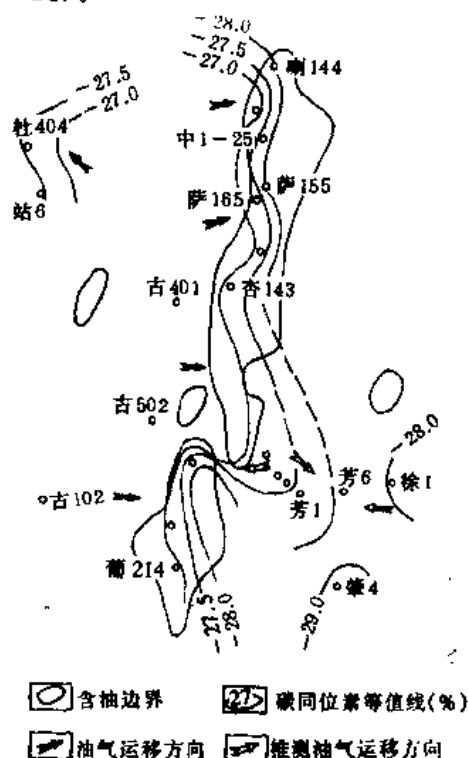 -28.0
-27.5
-27.0
喇144
-27.5
-27.0
杜404
中1-25
站6
萨155
萨165
古401
杏143
古502
-28.0
古102
芳1
芳6
徐1
葡214
肇4
-27.5
-28.0
-29.0
含油边界
27
碳同位素等值线(%)
油气运移方向
推测油气运移方向